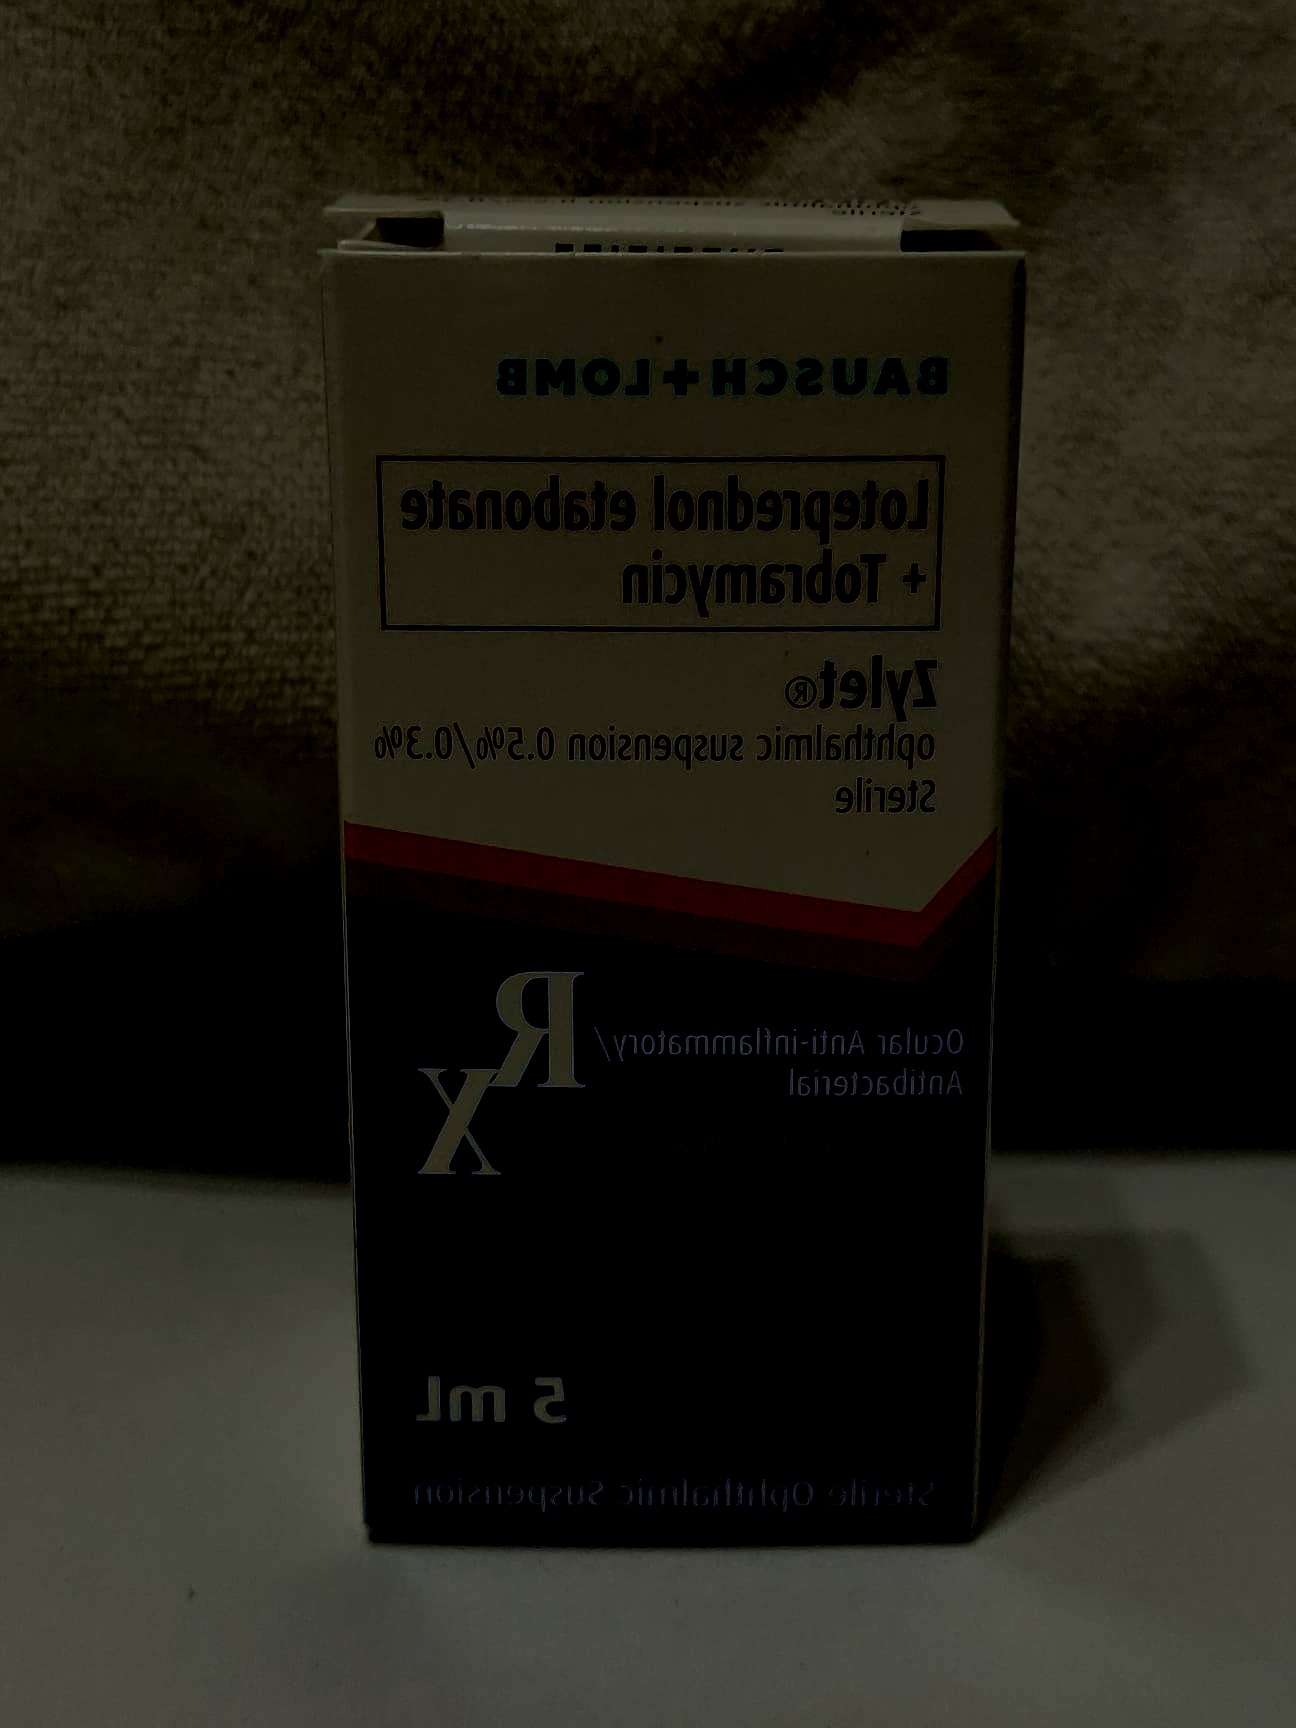 BAUSCH+LOMB
Loteprednol etabonate
+ Tobramycin
Zylet®
ophthalmic suspension 0.5%/0.3%
Sterile
Ocular Anti-inflammatory/
Antibacterial
Rx
5 mL
Sterile Ophthalmic Suspension